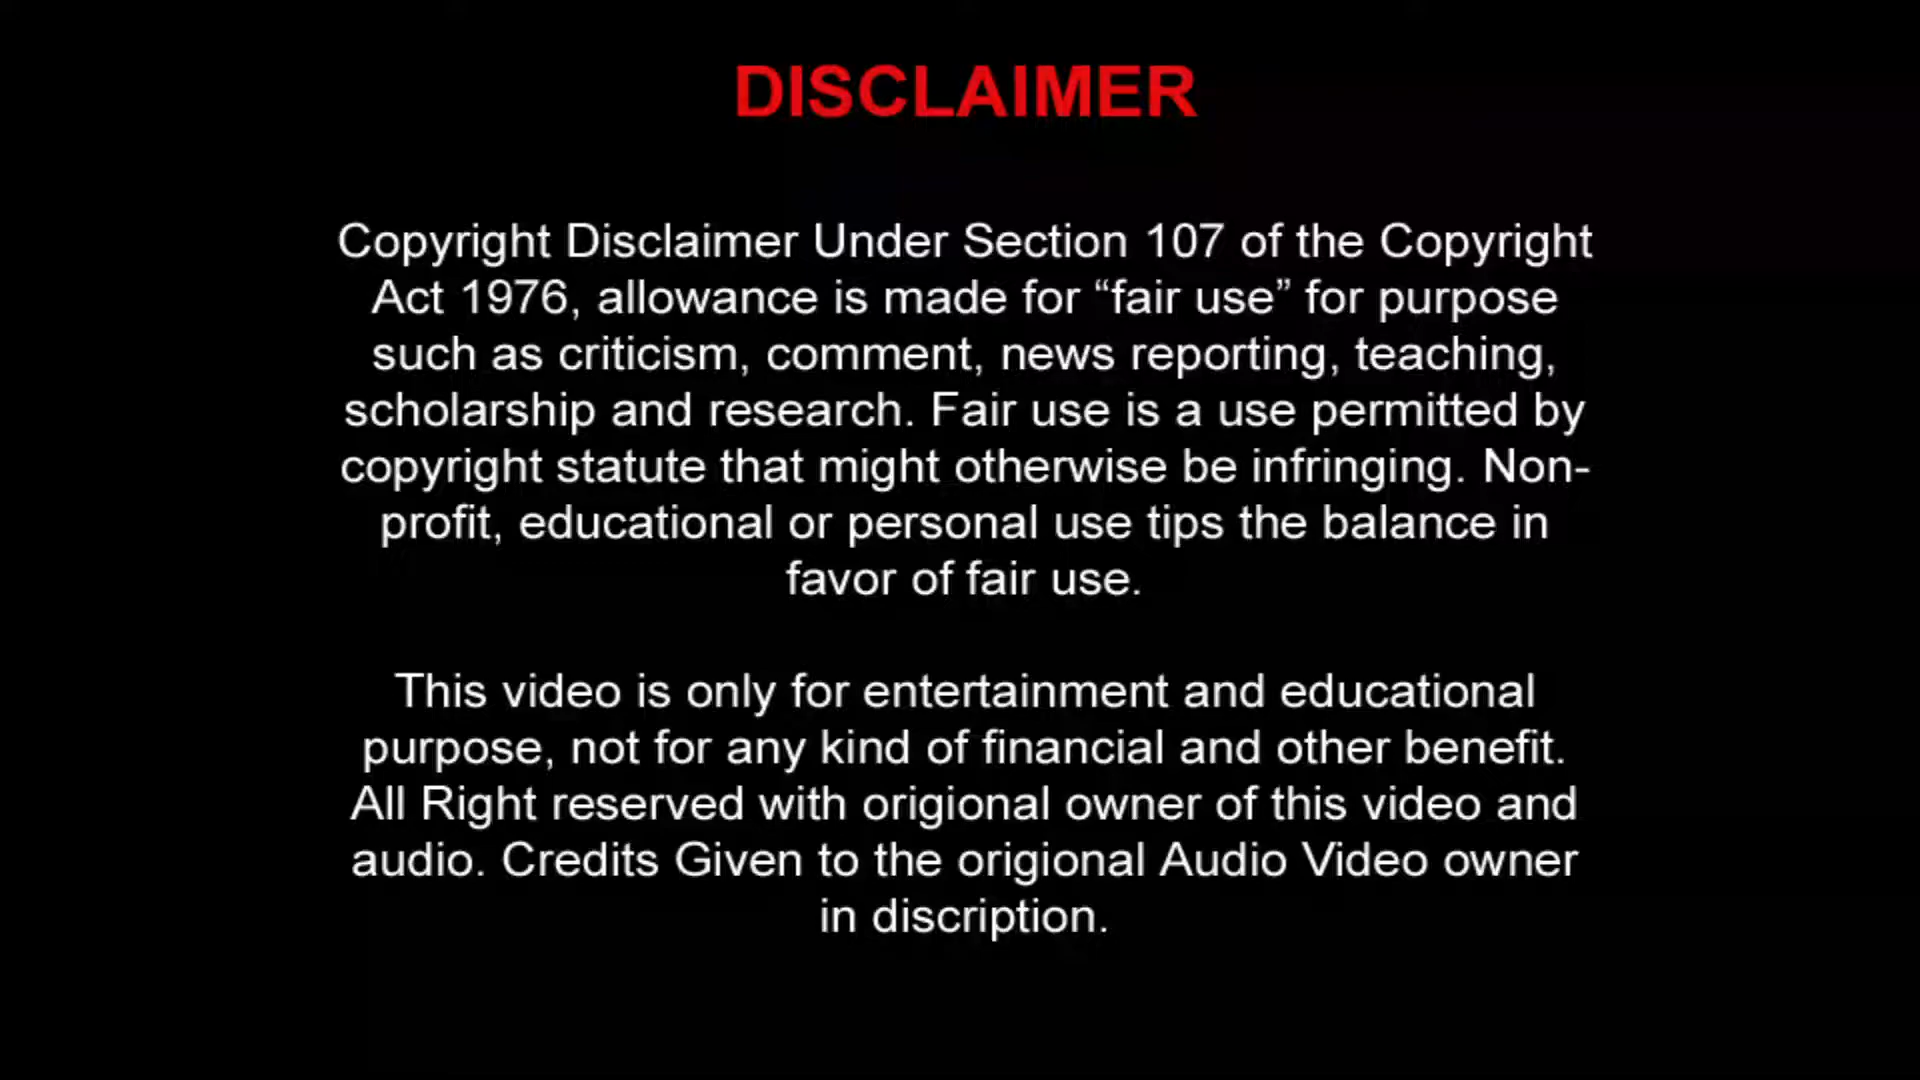 DISCLAIMER
Copyright Disclaimer Under Section 107 of the Copyright
Act 1976, allowance is made for “fair use” for purpose
such as criticism, comment, news reporting, teaching,
scholarship and research. Fair use is a use permitted by
copyright statute that might otherwise be infringing. Non-
profit, educational or personal use tips the balance in
favor of fair use.
This video is only for entertainment and educational
purpose, not for any kind of financial and other benefit.
All Right reserved with origional owner of this video and
audio. Credits Given to the origional Audio Video owner
in discription.